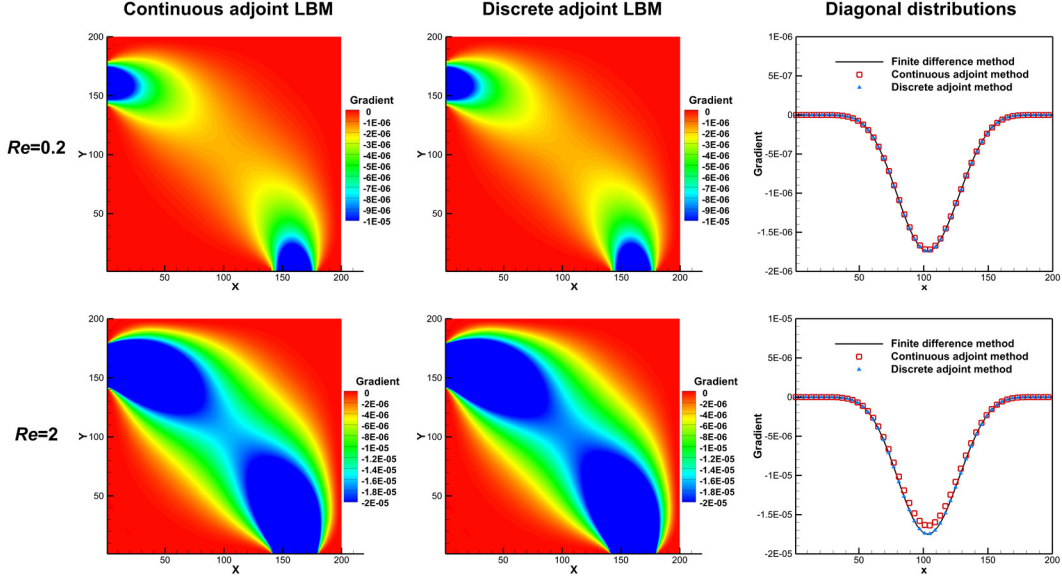 Continuous adjoint LBM
Discrete adjoint LBM
Diagonal distributions
Re=0.2
200
150
100
50
Y
50
100
150
200
X
Gradient
0
-1E-06
-2E-06
-3E-06
-4E-06
-5E-06
-6E-06
-7E-06
-8E-06
-9E-06
-1E-05
200
150
100
50
Y
50
100
150
200
X
Gradient
0
-1E-06
-2E-06
-3E-06
-4E-06
-5E-06
-6E-06
-7E-06
-8E-06
-9E-06
-1E-05
1E-06
5E-07
0
-5E-07
-1E-06
-1.5E-06
-2E-06
Gradient
Finite difference method
Continuous adjoint method
Discrete adjoint method
50
100
150
200
x
Re=2
200
150
100
50
Y
50
100
150
200
X
Gradient
0
-2E-06
-4E-06
-6E-06
-8E-06
-1E-05
-1.2E-05
-1.4E-05
-1.6E-05
-1.8E-05
-2E-05
200
150
100
50
Y
50
100
150
200
X
Gradient
0
-2E-06
-4E-06
-6E-06
-8E-06
-1E-05
-1.2E-05
-1.4E-05
-1.6E-05
-1.8E-05
-2E-05
1E-05
5E-06
0
-5E-06
-1E-05
-1.5E-05
-2E-05
Gradient
Finite difference method
Continuous adjoint method
Discrete adjoint method
50
100
150
200
x